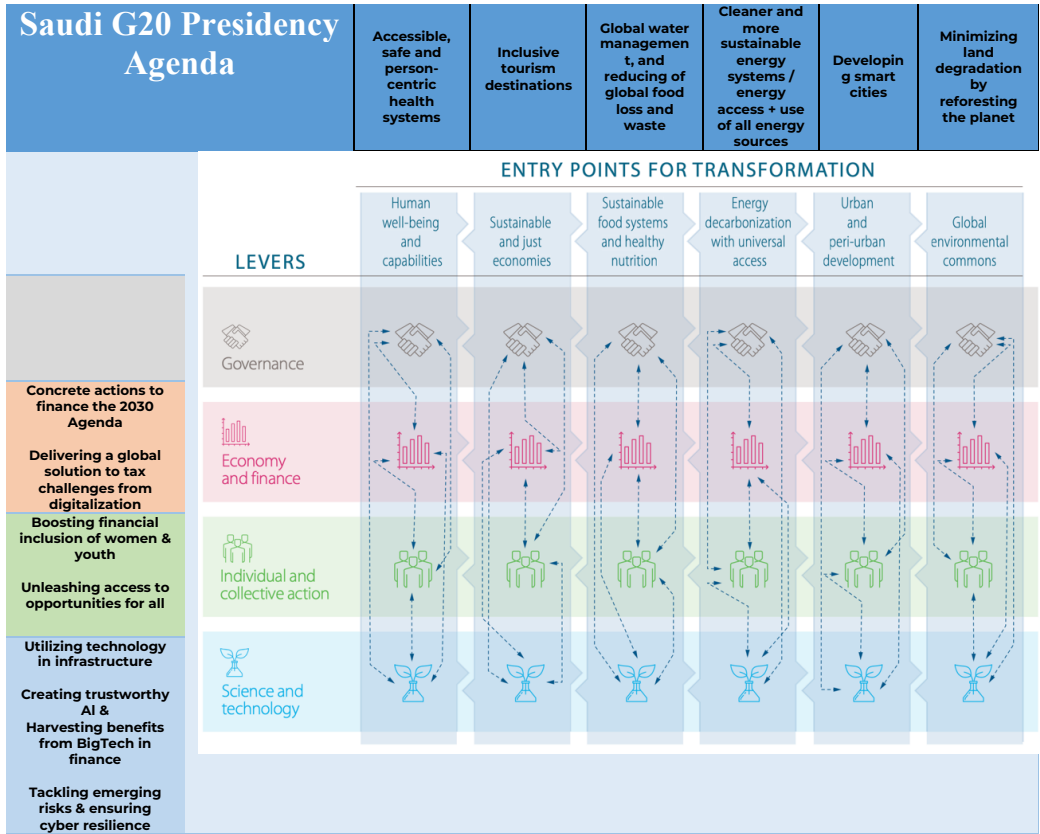 Saudi G20 Presidency
Agenda
Accessible,
safe and
person-
centric
health
systems
Inclusive
tourism
destinations
Global water
managemen
t, and
reducing of
global food
loss and
waste
Cleaner and
more
sustainable
energy
systems /
energy
access + use
of all energy
sources
Developin
g smart
cities
Minimizing
land
degradation
by
reforesting
the planet
ENTRY POINTS FOR TRANSFORMATION
LEVERS
Human
well-being
and
capabilities
Sustainable
and just
economies
Sustainable
food systems
and healthy
nutrition
Energy
decarbonization
with universal
access
Urban
and
peri-urban
development
Global
environmental
commons
Governance
Concrete actions to
finance the 2030
Agenda
Delivering a global
solution to tax
challenges from
digitalization
Economy
and finance
Boosting financial
inclusion of women &
youth
Unleashing access to
opportunities for all
Individual and
collective action
Utilizing technology
in infrastructure
Creating trustworthy
AI &
Harvesting benefits
from BigTech in
finance
Tackling emerging
risks & ensuring
cyber resilience
Science and
technology